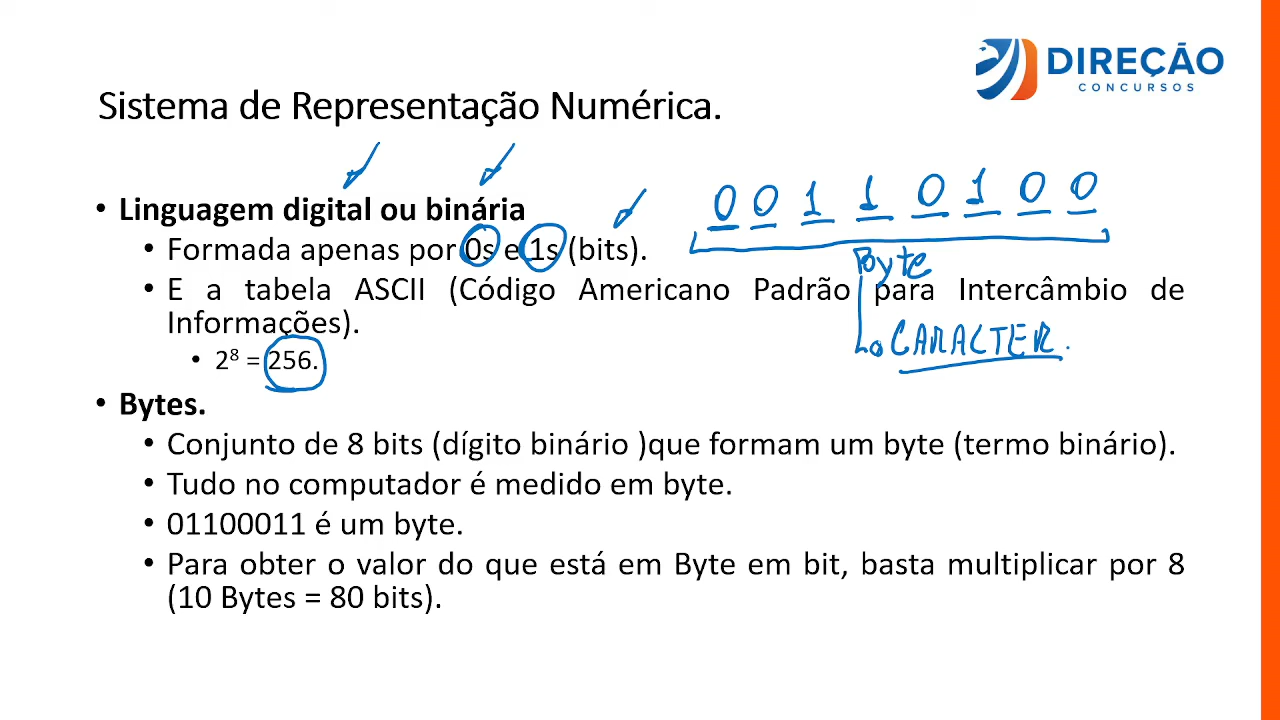 DIREÇÃO
CONCURSOS
Sistema de Representação Numérica.
• Linguagem digital ou binária
• Formada apenas por 0s e 1s (bits).
• E a tabela ASCII (Código Americano Padrão para Intercâmbio de
Informações).
• 2⁸ = 256.
0 0 1 1 0 1 0 0
Byte
CARACTER.
• Bytes.
• Conjunto de 8 bits (dígito binário )que formam um byte (termo binário).
• Tudo no computador é medido em byte.
• 01100011 é um byte.
• Para obter o valor do que está em Byte em bit, basta multiplicar por 8
(10 Bytes = 80 bits).